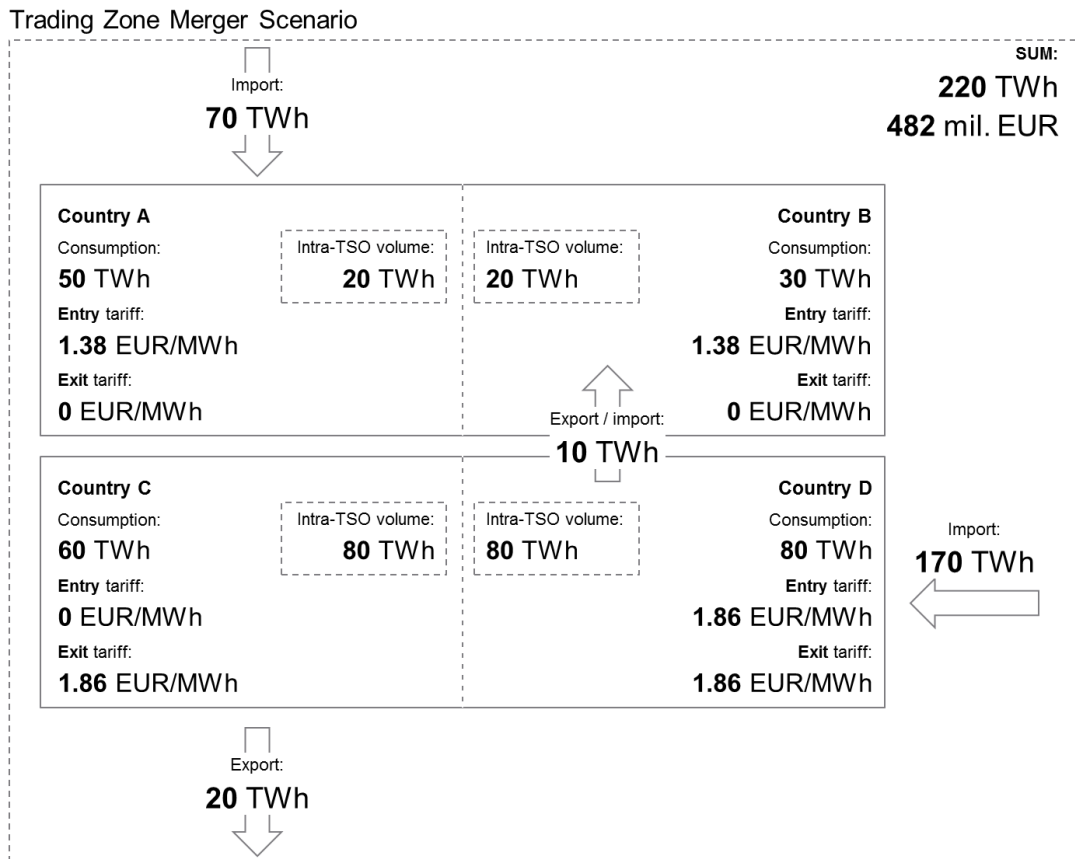 Trading Zone Merger Scenario
SUM:
220 TWh
482 mil. EUR
Import:
70 TWh
Country A
Consumption:
50 TWh
Entry tariff:
1.38 EUR/MWh
Exit tariff:
0 EUR/MWh
Intra-TSO volume:
20 TWh
Intra-TSO volume:
20 TWh
Country B
Consumption:
30 TWh
Entry tariff:
1.38 EUR/MWh
Exit tariff:
0 EUR/MWh
Export / import:
10 TWh
Country C
Consumption:
60 TWh
Entry tariff:
0 EUR/MWh
Exit tariff:
1.86 EUR/MWh
Intra-TSO volume:
80 TWh
Intra-TSO volume:
80 TWh
Country D
Consumption:
80 TWh
Entry tariff:
1.86 EUR/MWh
Exit tariff:
1.86 EUR/MWh
Import:
170 TWh
Export:
20 TWh